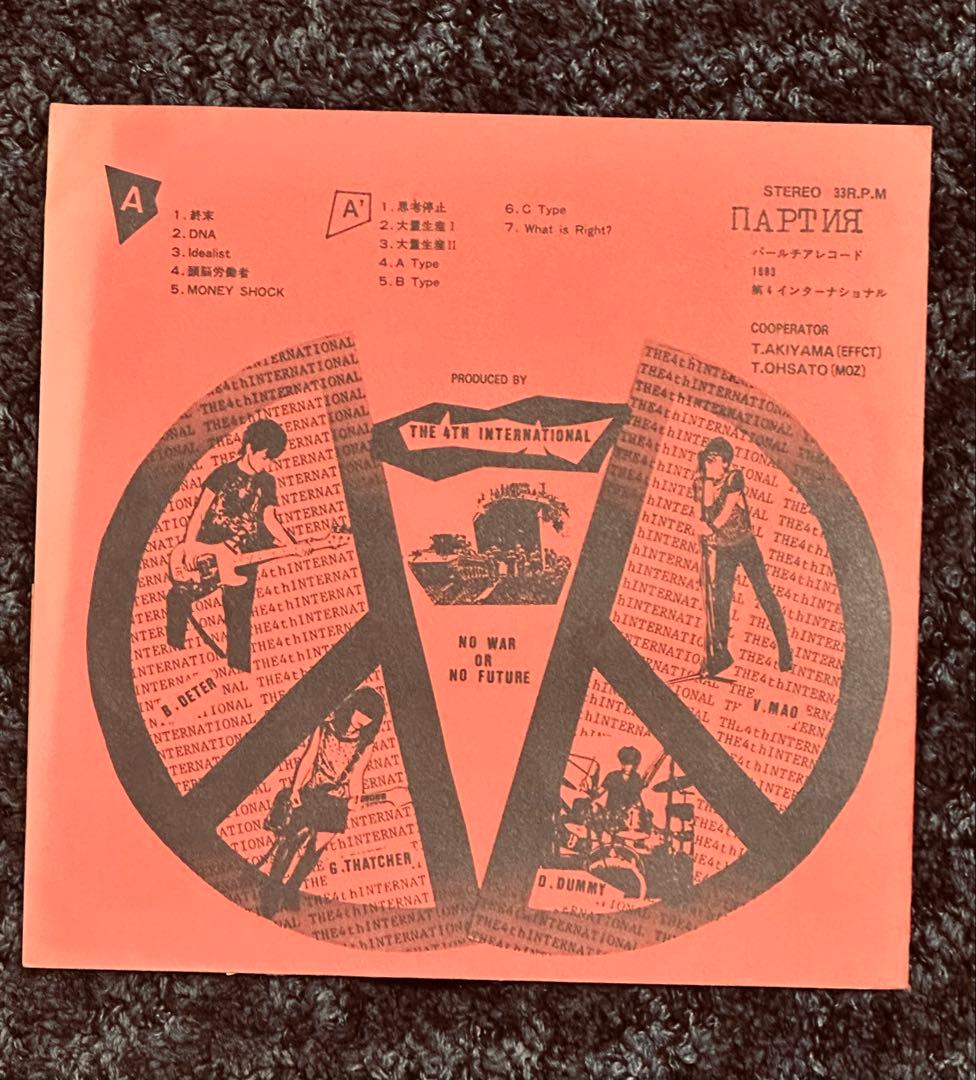 A
1. 終末
2. DNA
3. Idealist
4. 頭脳労働者
5. MONEY SHOCK
A'
1. 思考停止
2. 大量生産 I
3. 大量生産 II
4. A Type
5. B Type
6. C Type
7. What is Right?
STEREO 33R.P.M
ПАРТИЯ
パールチアレコード
第4インターナショナル
COOPERATOR
T.AKIYAMA (EFFCT)
T.OHSATO (MOZ)
PRODUCED BY
THE 4TH INTERNATIONAL
NO WAR
OR
NO FUTURE
B.DETER
V.MAO
G.THATCHER
D.DUMMY